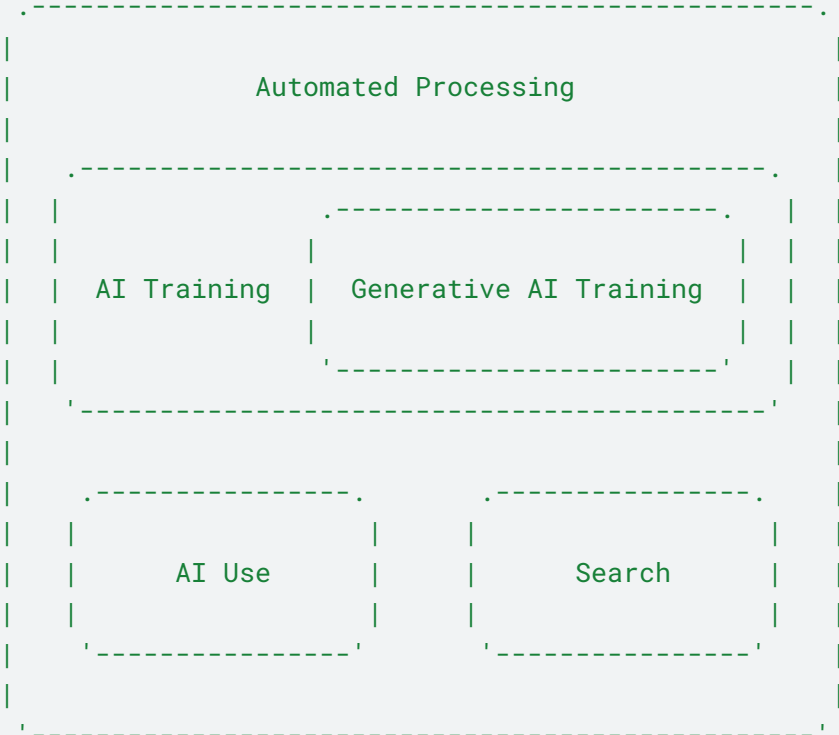 Automated Processing
AI Training | Generative AI Training
AI Use
Search